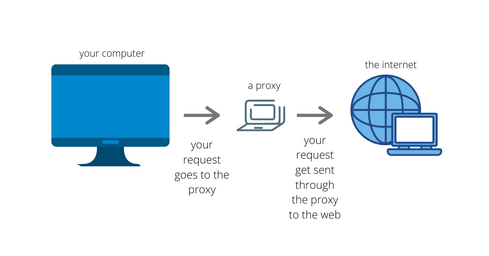 your computer
a proxy
the internet
your
request
goes to the
proxy
your
request
get sent
through
the proxy
to the web